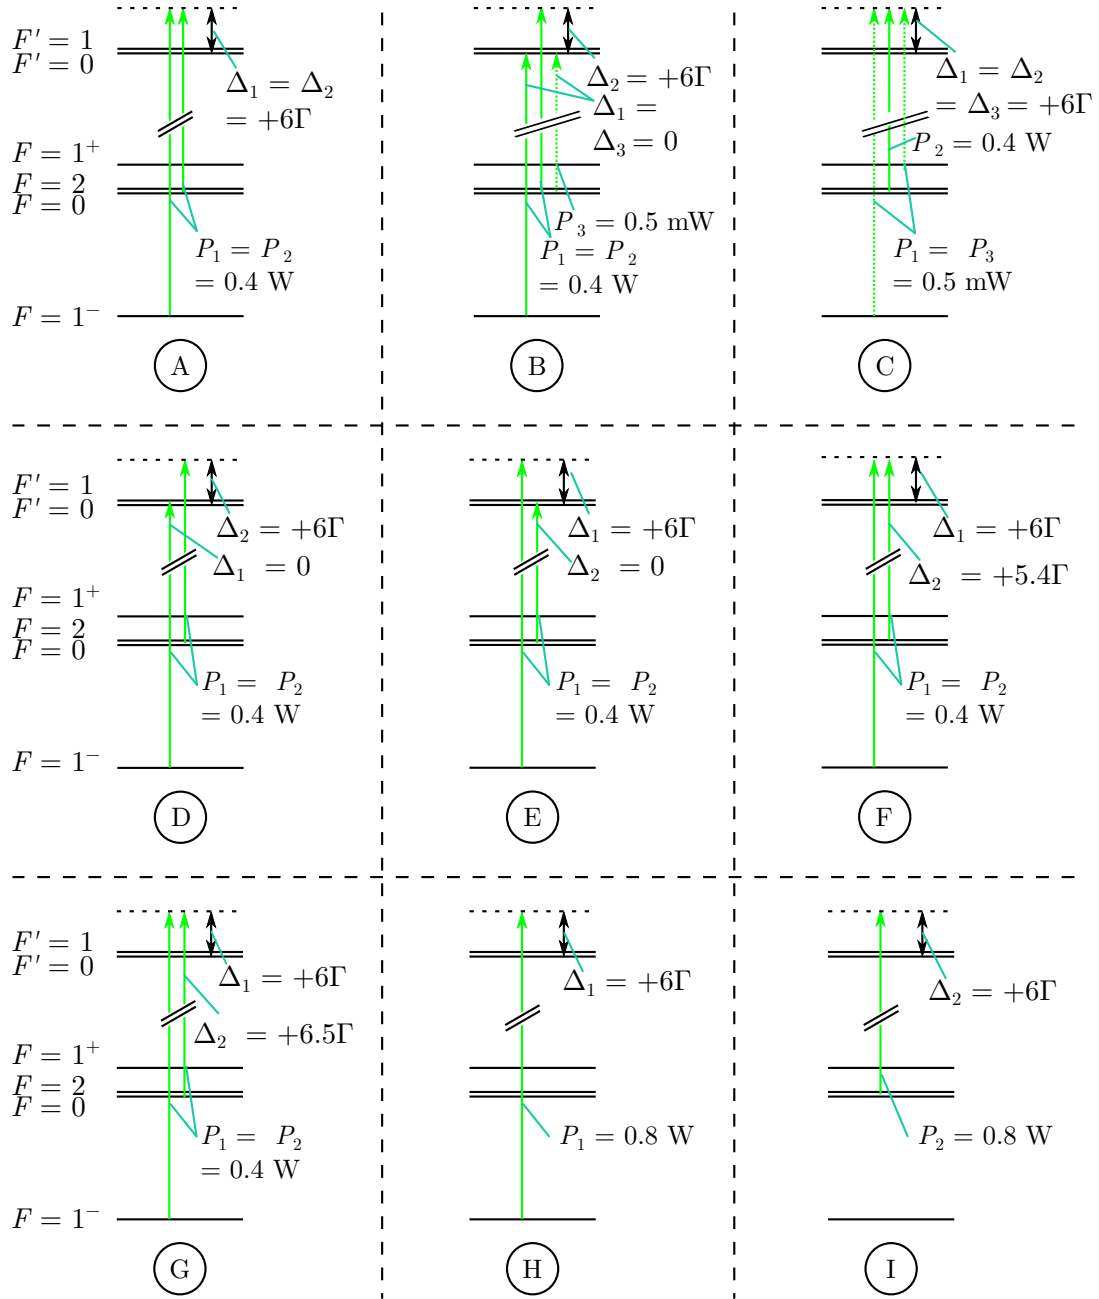 F′ = 1
F′ = 0
Δ₁ = Δ₂
= +6Γ
F = 1⁺
F = 2
F = 0
P₁ = P₂
= 0.4 W
F = 1⁻
A
Δ₂ = +6Γ
Δ₁ =
Δ₃ = 0
P₃ = 0.5 mW
P₁ = P₂
= 0.4 W
B
Δ₁ = Δ₂
= Δ₃ = +6Γ
P₂ = 0.4 W
P₁ = P₃
= 0.5 mW
C
F′ = 1
F′ = 0
Δ₂ = +6Γ
Δ₁ = 0
F = 1⁺
F = 2
F = 0
P₁ = P₂
= 0.4 W
F = 1⁻
D
Δ₁ = +6Γ
Δ₂ = 0
P₁ = P₂
= 0.4 W
E
Δ₁ = +6Γ
Δ₂ = +5.4Γ
P₁ = P₂
= 0.4 W
F
F′ = 1
F′ = 0
Δ₁ = +6Γ
Δ₂ = +6.5Γ
F = 1⁺
F = 2
F = 0
P₁ = P₂
= 0.4 W
F = 1⁻
G
Δ₁ = +6Γ
P₁ = 0.8 W
H
Δ₂ = +6Γ
P₂ = 0.8 W
I